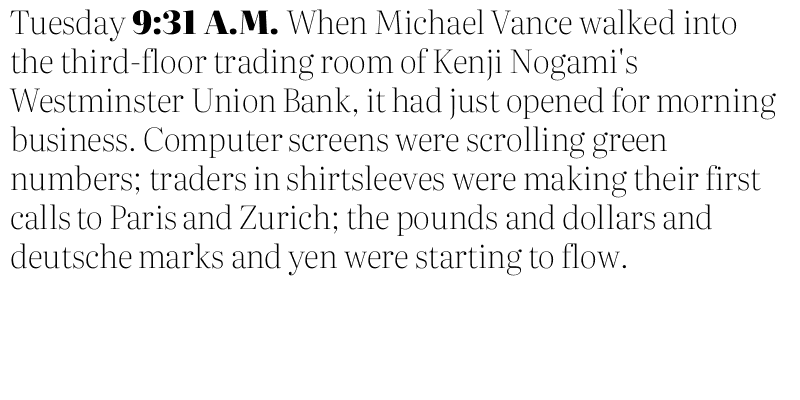 Tuesday 9:31 A.M. When Michael Vance walked into
the third-floor trading room of Kenji Nogami's
Westminster Union Bank, it had just opened for morning
business. Computer screens were scrolling green
numbers; traders in shirtsleeves were making their first
calls to Paris and Zurich; the pounds and dollars and
deutsche marks and yen were starting to flow.